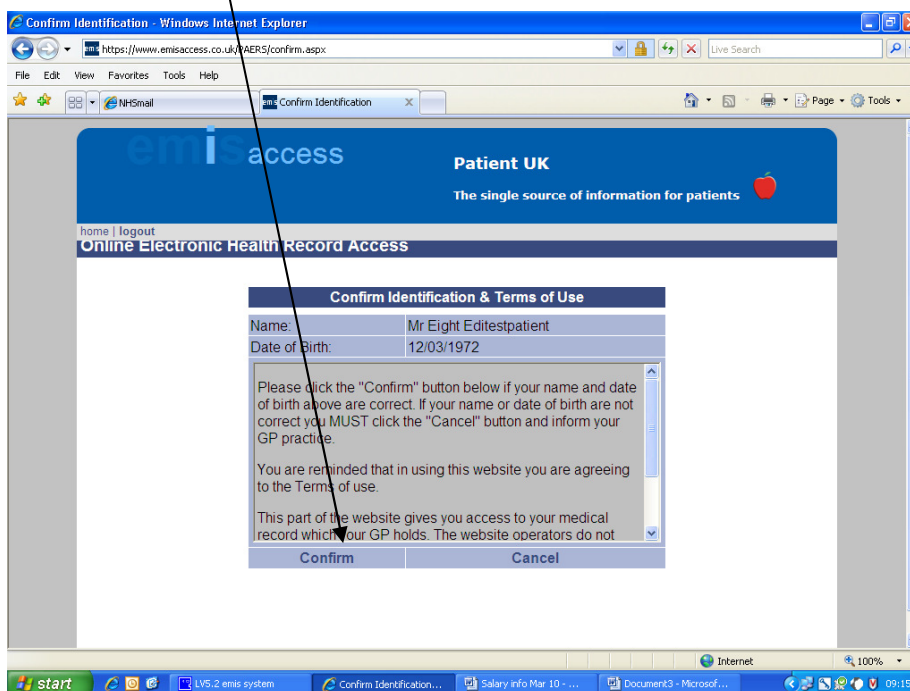 Confirm Identification - Windows Internet Explorer
https://www.emisaccess.co.uk/PAERS/confirm.aspx
Live Search
File Edit View Favorites Tools Help
NHSmail
ems Confirm Identification
Page Tools
emisaccess
Patient UK
The single source of information for patients
home | logout
Online Electronic Health Record Access
Confirm Identification & Terms of Use
Name: Mr Eight Editestpatient
Date of Birth: 12/03/1972
Please click the "Confirm" button below if your name and date
of birth above are correct. If your name or date of birth are not
correct you MUST click the "Cancel" button and inform your
GP practice.
You are reminded that in using this website you are agreeing
to the Terms of use.
This part of the website gives you access to your medical
record which your GP holds. The website operators do not
Confirm Cancel
Internet 100%
start LV5.2 emis system Confirm Identification... Salary info Mar 10 - ... Document3 - Microsof... 09:15